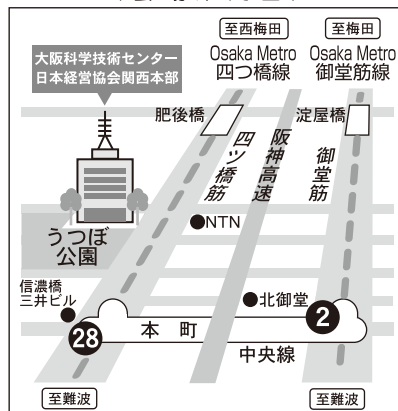 至西梅田
至梅田
Osaka Metro
四つ橋線
Osaka Metro
御堂筋線
大阪科学技術センター
日本経営協会関西本部
肥後橋
淀屋橋
四ツ橋筋
阪神高速
御堂筋
●NTN
うつぼ
公園
信濃橋
三井ビル
●北御堂
2
28
本町
中央線
至難波
至難波